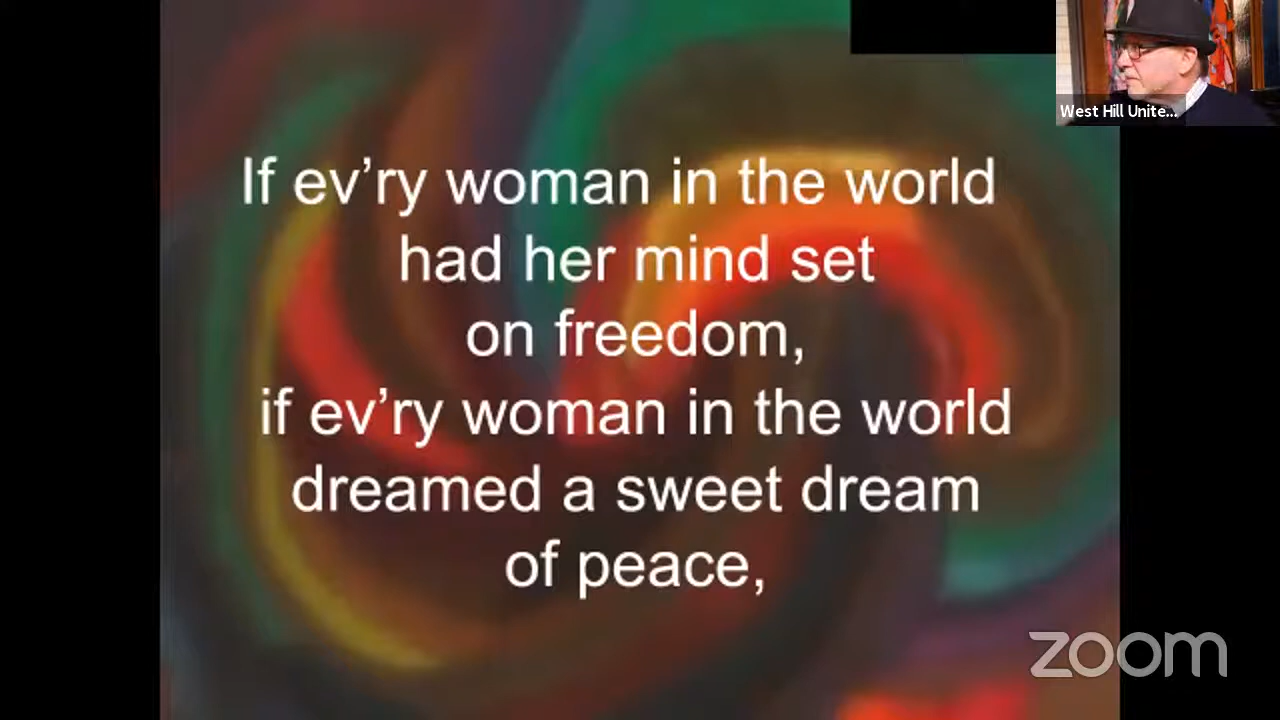 West Hill Unite...
If ev’ry woman in the world
had her mind set
on freedom,
if ev’ry woman in the world
dreamed a sweet dream
of peace,
zoom